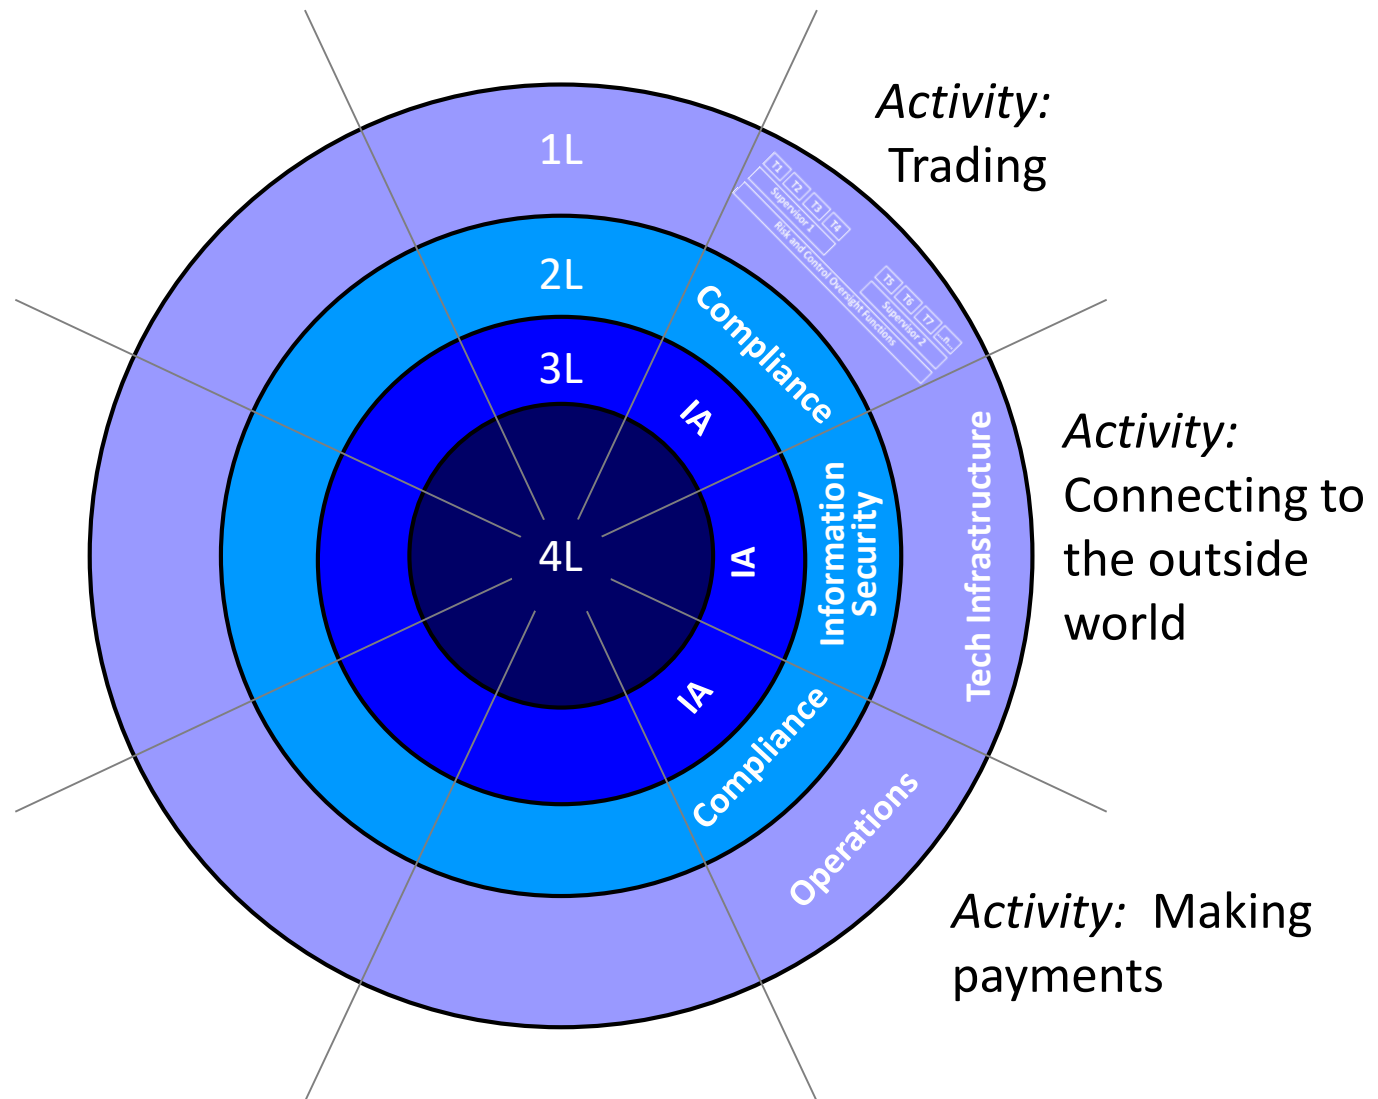 1L
2L
3L
4L
Activity:
Trading
T1
T2
T3
T4
Supervisor 1
Risk and Control Oversight Functions
T5
T6
T7
..n..
Supervisor 2
Compliance
IA
Activity:
Connecting to
the outside
world
Tech Infrastructure
Information
Security
IA
Activity: Making
payments
Operations
Compliance
IA